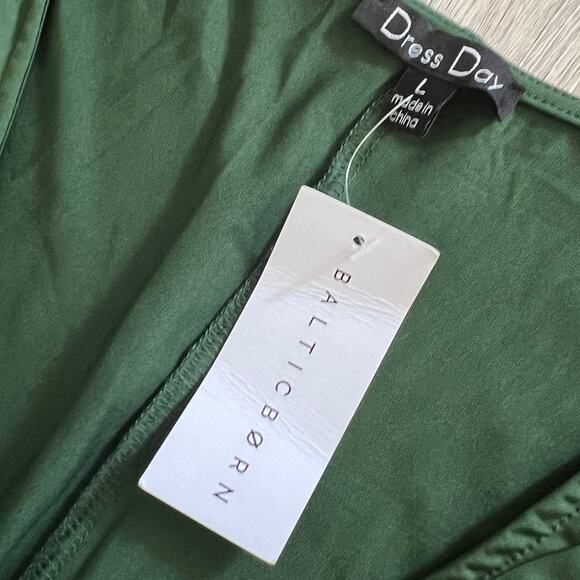 Dress Day
L
made in
china
BALTICBØRN